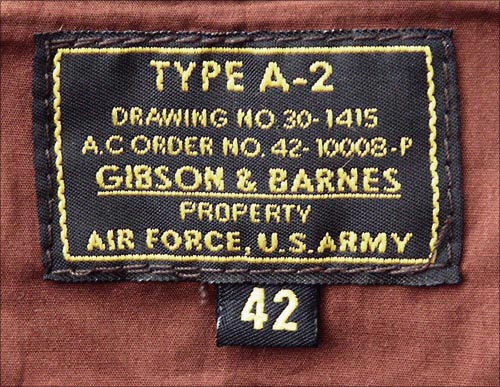 TYPE A-2
DRAWING NO 30-1415
A.C ORDER NO. 42-10008-P
GIBSON & BARNES
PROPERTY
AIR FORCE, U.S. ARMY
42